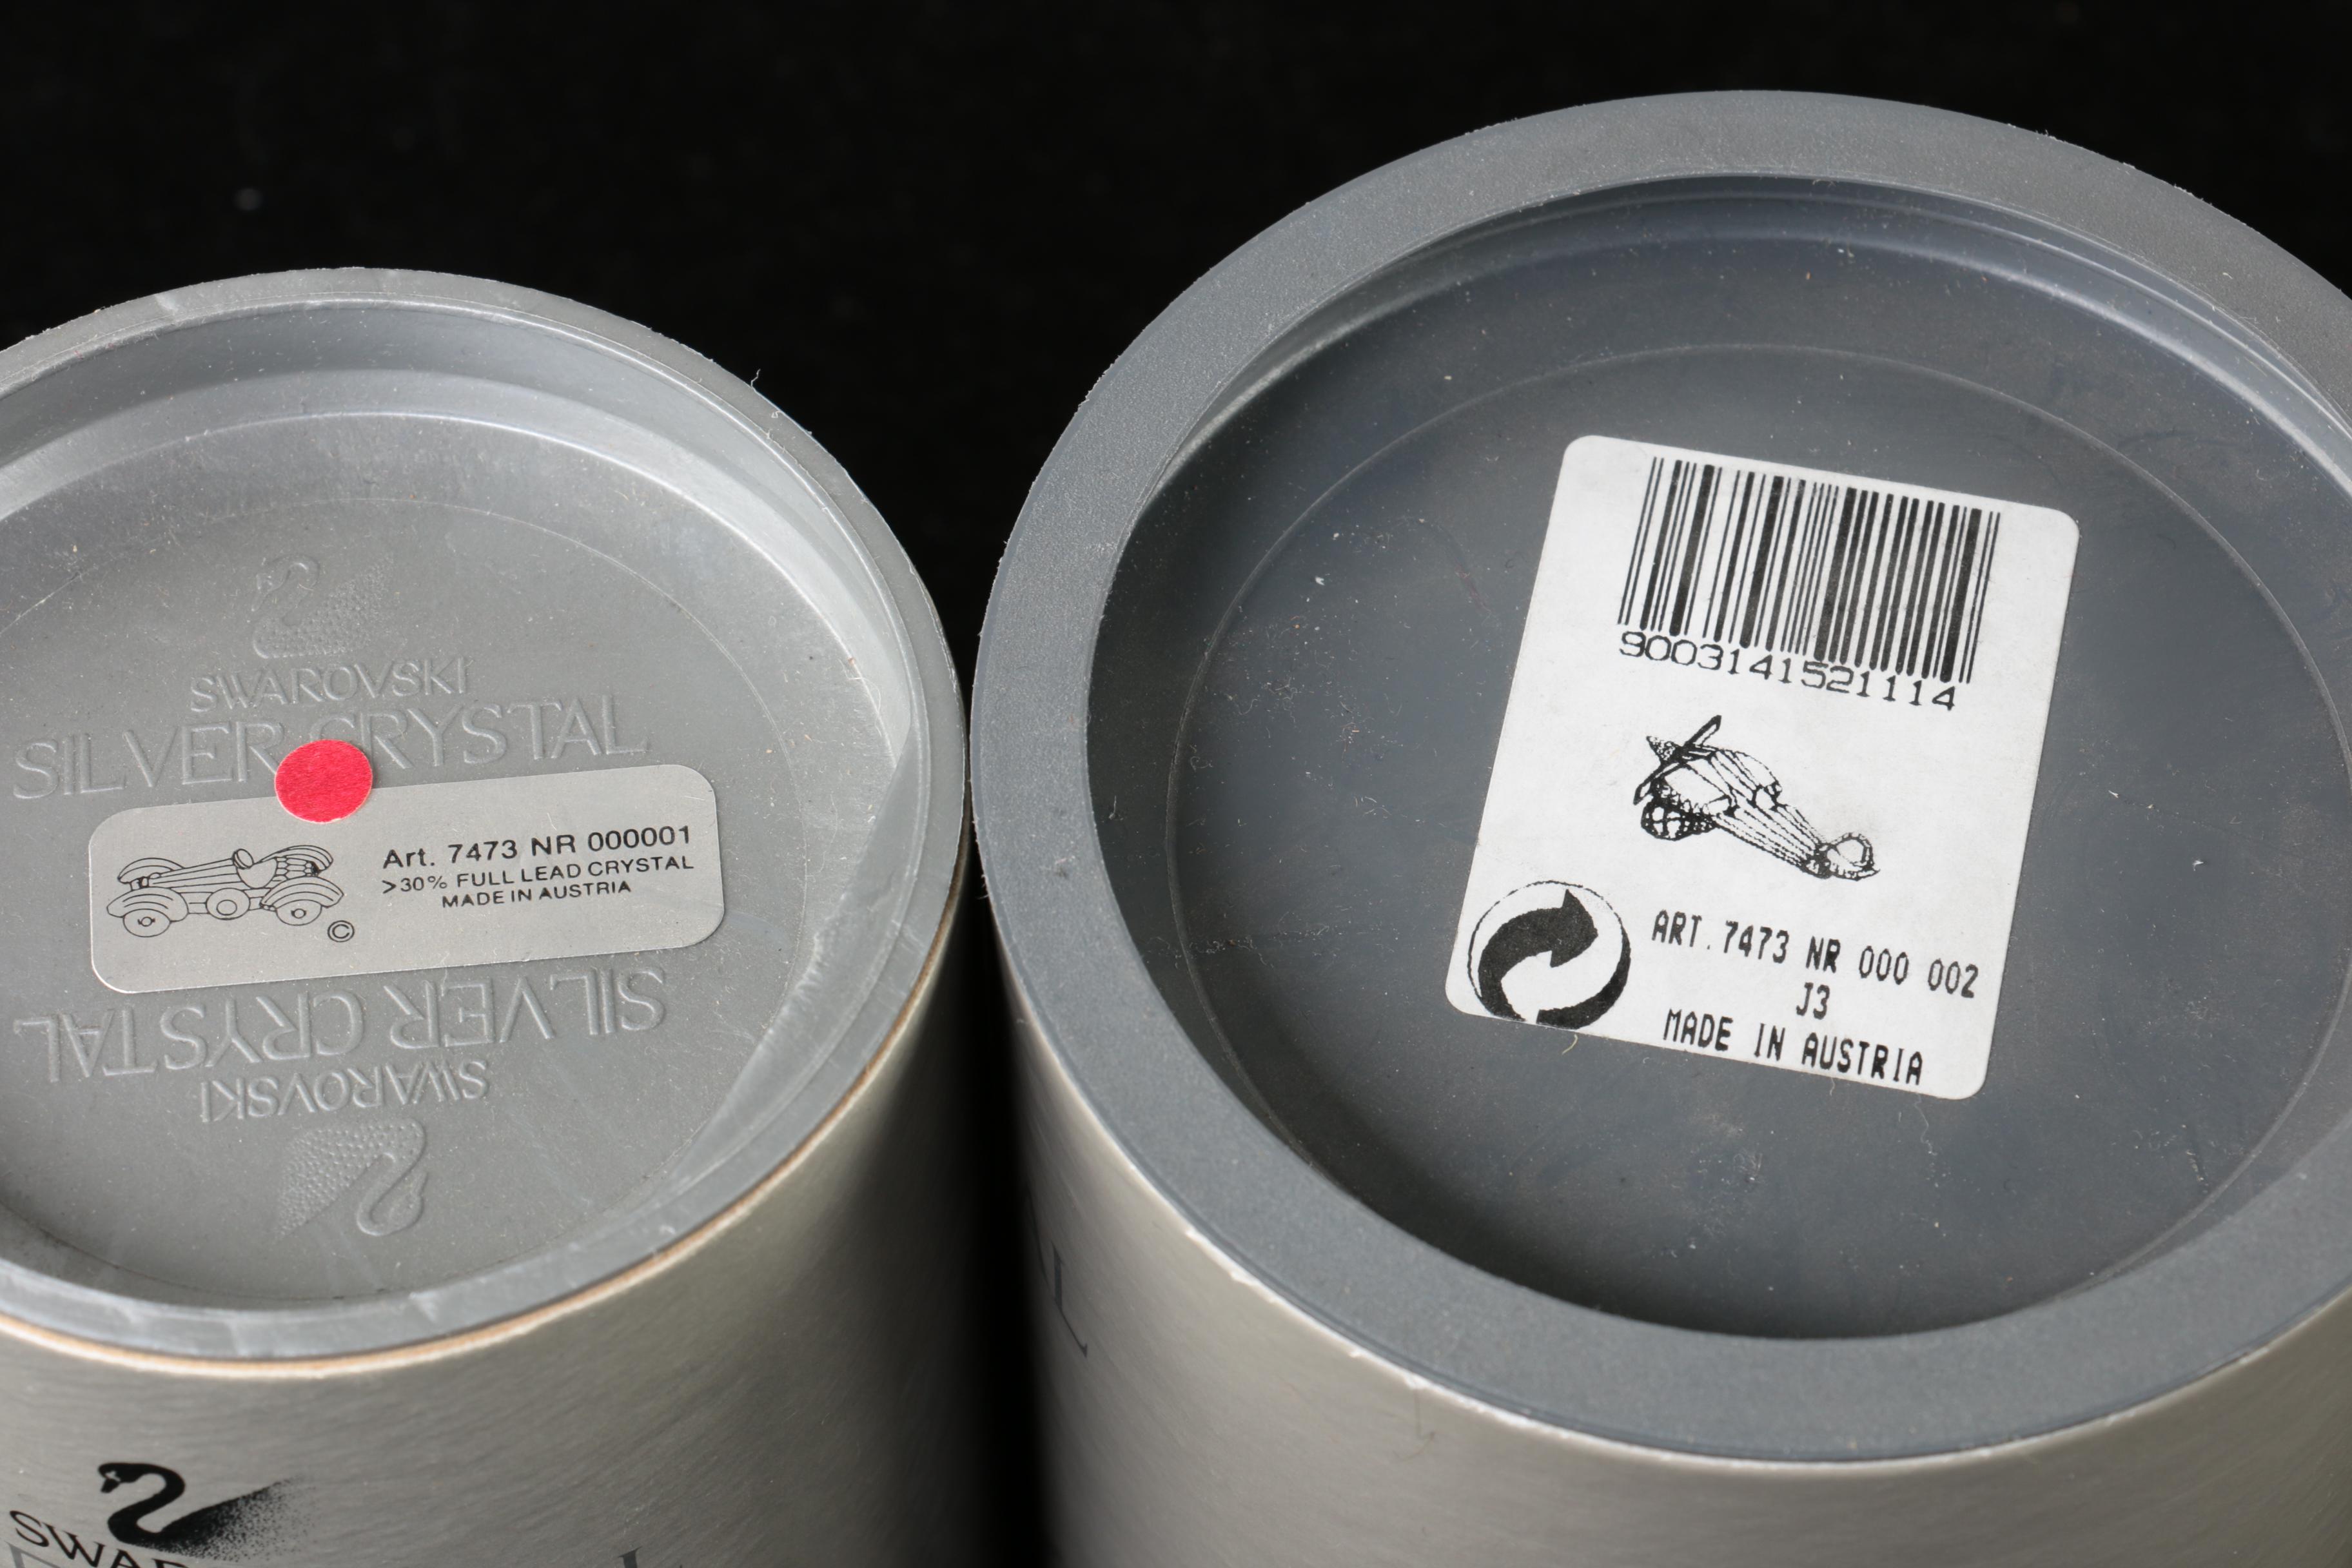 SWAROVSKI
SILVER CRYSTAL
Art. 7473 NR 000001
>30% FULL LEAD CRYSTAL
MADE IN AUSTRIA
©
SILVER CRYSTAL
SWAROVSKI
9003141521114
ART. 7473 NR 000 002
J3
MADE IN AUSTRIA